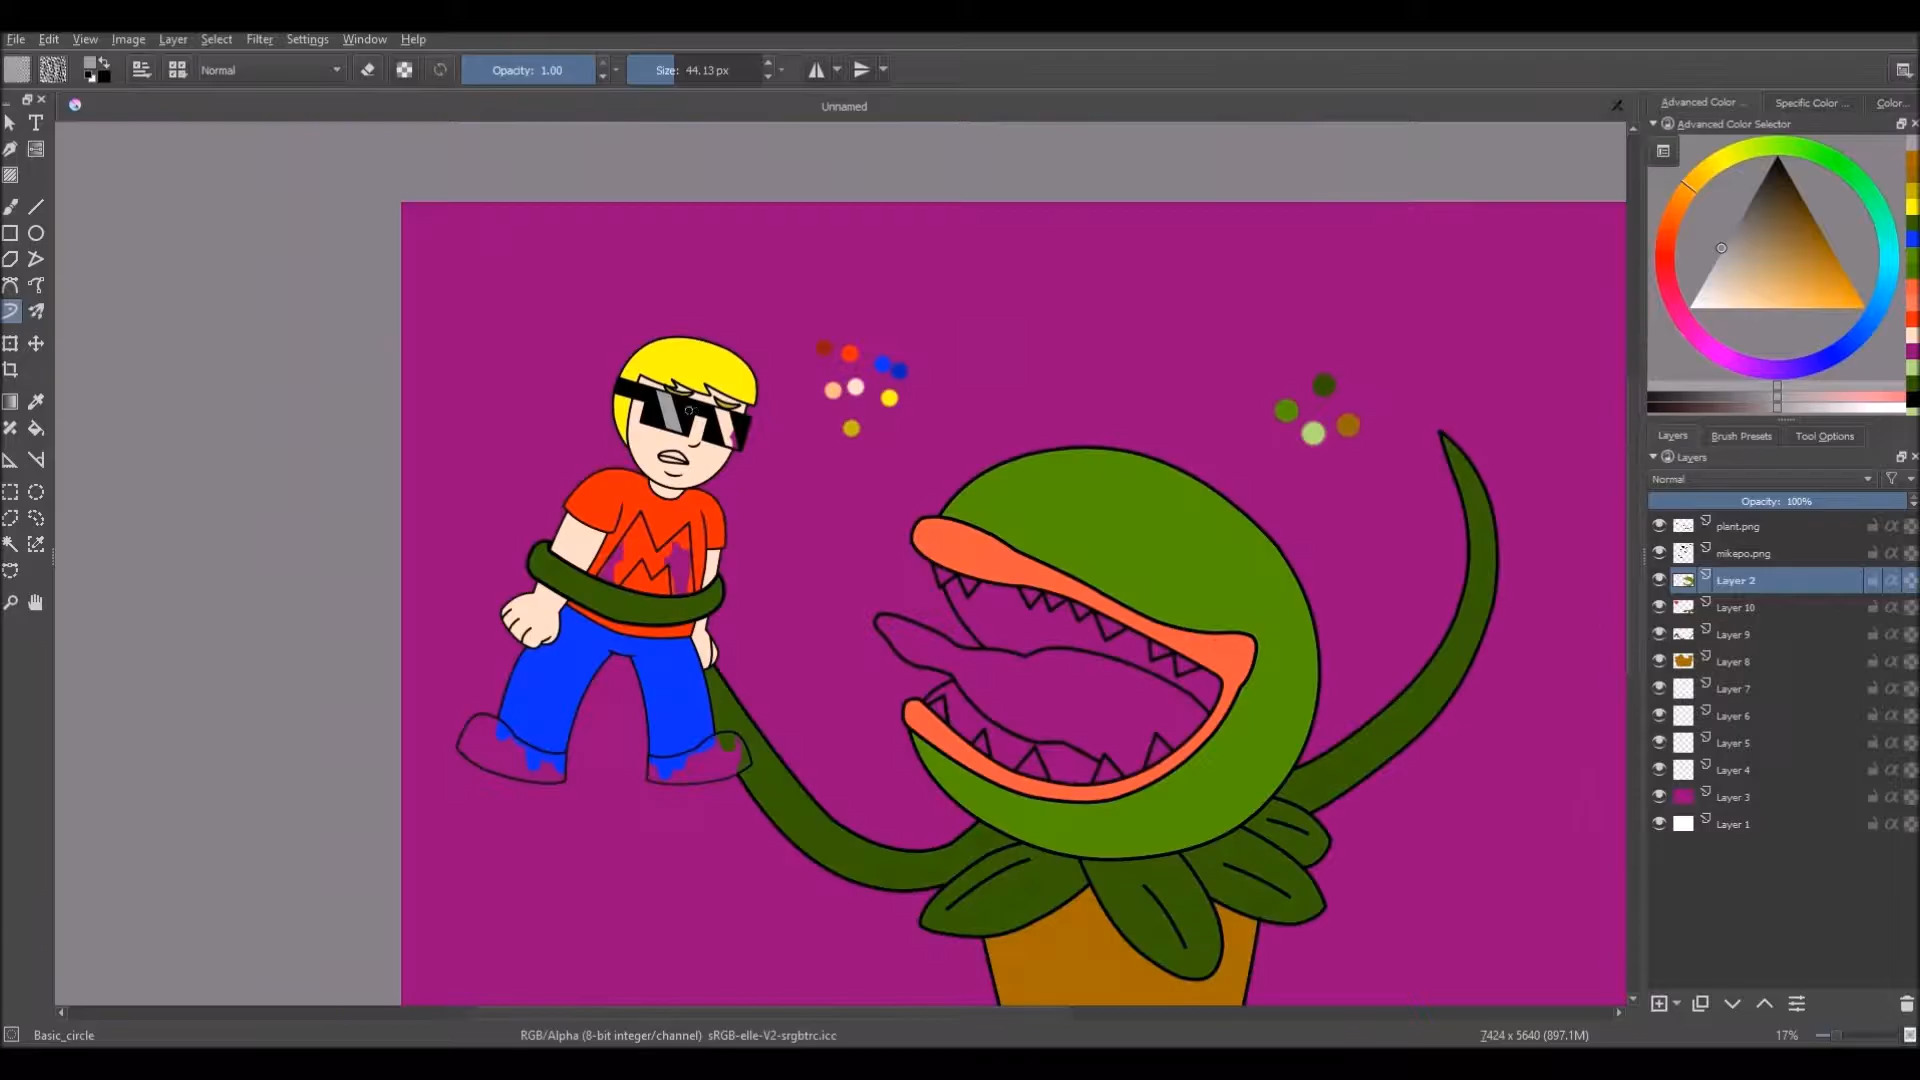 File Edit View Image Layer Select Filter Settings Window Help
Normal Opacity: 1.00 Size: 44.13 px
Unnamed
Advanced Color ... Specific Color ... Color...
Advanced Color Selector
Layers Brush Presets Tool Options
Layers
Normal
Opacity: 100%
plant.png
mikepo.png
Layer 2
Layer 10
Layer 9
Layer 8
Layer 7
Layer 6
Layer 5
Layer 4
Layer 3
Layer 1
Basic_circle RGB/Alpha (8-bit integer/channel) sRGB-elle-V2-srgbtrc.icc 7424 x 5640 (897.1M) 17%